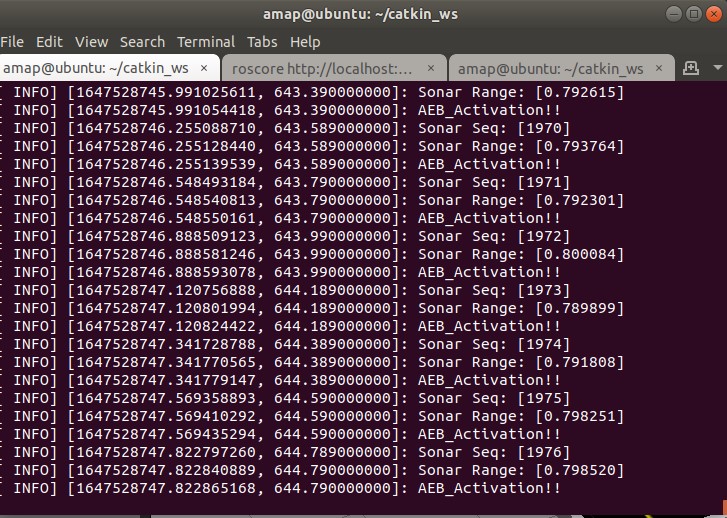 amap@ubuntu: ~/catkin_ws
File Edit View Search Terminal Tabs Help
amap@ubuntu: ~/catkin_ws × roscore http://localhost:... × amap@ubuntu: ~/catkin_ws ×
[ INFO] [1647528745.991025611, 643.390000000]: Sonar Range: [0.792615]
[ INFO] [1647528745.991054418, 643.390000000]: AEB_Activation!!
[ INFO] [1647528746.255088710, 643.589000000]: Sonar Seq: [1970]
[ INFO] [1647528746.255128440, 643.589000000]: Sonar Range: [0.793764]
[ INFO] [1647528746.255139539, 643.589000000]: AEB_Activation!!
[ INFO] [1647528746.548493184, 643.790000000]: Sonar Seq: [1971]
[ INFO] [1647528746.548540813, 643.790000000]: Sonar Range: [0.792301]
[ INFO] [1647528746.548550161, 643.790000000]: AEB_Activation!!
[ INFO] [1647528746.888509123, 643.990000000]: Sonar Seq: [1972]
[ INFO] [1647528746.888581246, 643.990000000]: Sonar Range: [0.800084]
[ INFO] [1647528746.888593078, 643.990000000]: AEB_Activation!!
[ INFO] [1647528747.120756888, 644.189000000]: Sonar Seq: [1973]
[ INFO] [1647528747.120801994, 644.189000000]: Sonar Range: [0.789899]
[ INFO] [1647528747.120824422, 644.189000000]: AEB_Activation!!
[ INFO] [1647528747.341728788, 644.389000000]: Sonar Seq: [1974]
[ INFO] [1647528747.341770565, 644.389000000]: Sonar Range: [0.791808]
[ INFO] [1647528747.341779147, 644.389000000]: AEB_Activation!!
[ INFO] [1647528747.569358893, 644.590000000]: Sonar Seq: [1975]
[ INFO] [1647528747.569410292, 644.590000000]: Sonar Range: [0.798251]
[ INFO] [1647528747.569435294, 644.590000000]: AEB_Activation!!
[ INFO] [1647528747.822797260, 644.789000000]: Sonar Seq: [1976]
[ INFO] [1647528747.822840889, 644.790000000]: Sonar Range: [0.798520]
[ INFO] [1647528747.822865168, 644.790000000]: AEB_Activation!!